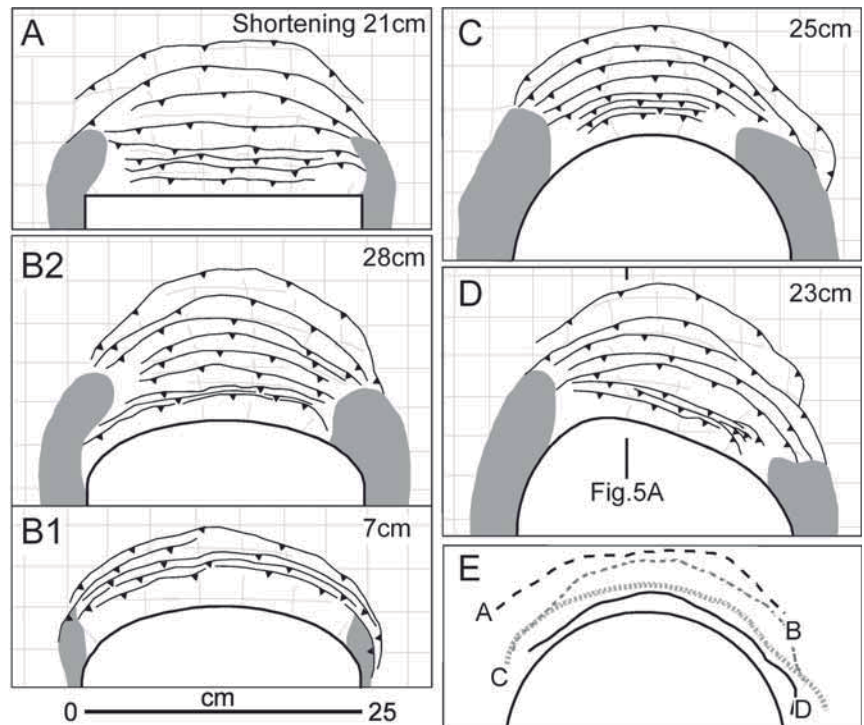 A
Shortening 21cm
C
25cm
B2
28cm
D
23cm
Fig.5A
B1
7cm
cm
0
25
E
A
B
C
D